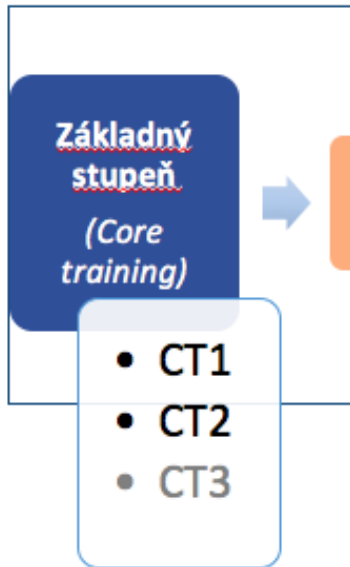 Základný
stupeň
(Core
training)
• CT1
• CT2
• CT3